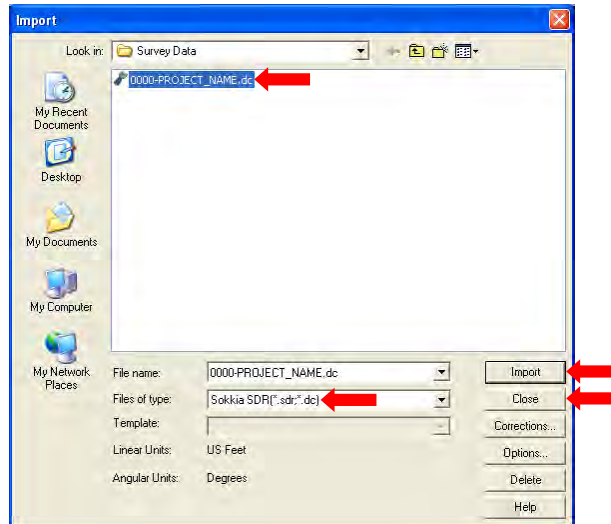 Import
Look in: Survey Data
0000-PROJECT_NAME.dc
My Recent
Documents
Desktop
My Documents
My Computer
My Network
Places
File name: 0000-PROJECT_NAME.dc Import
Files of type: Sokkia SDR(*.sdr;*.dc) Close
Template: Corrections...
Linear Units: US Feet Options...
Angular Units: Degrees Delete
Help